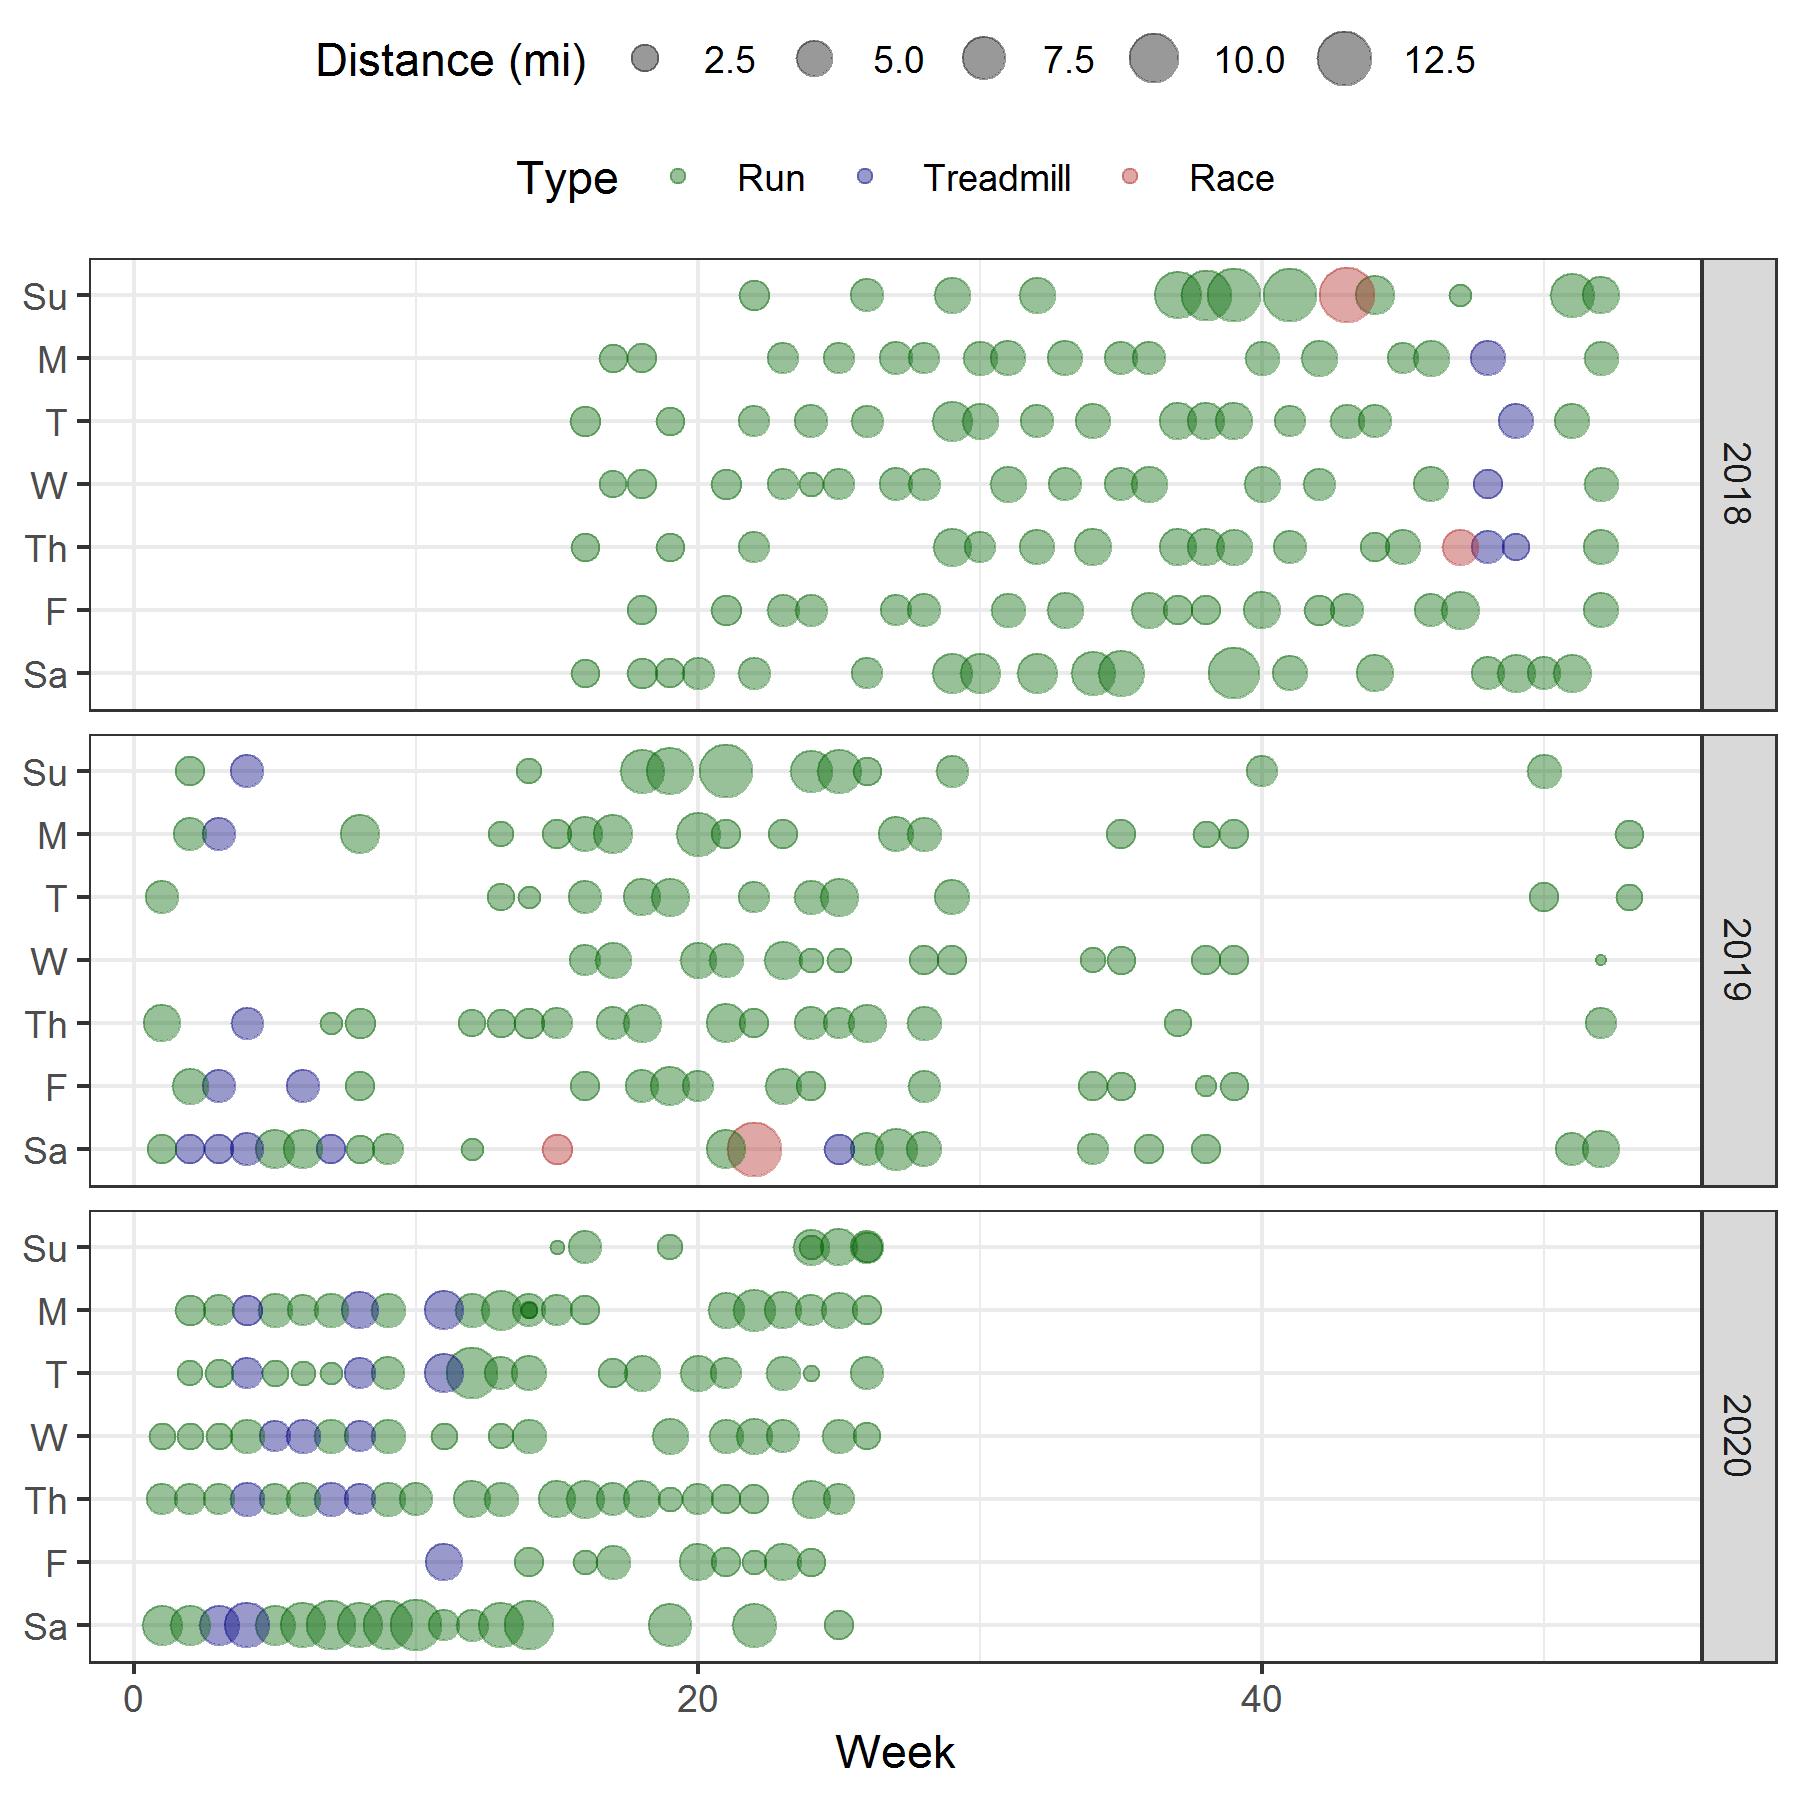 Distance (mi) 2.5 5.0 7.5 10.0 12.5
Type Run Treadmill Race
Su
M
T
W
Th
F
Sa
2018
Su
M
T
W
Th
F
Sa
2019
Su
M
T
W
Th
F
Sa
2020
0 20 40
Week